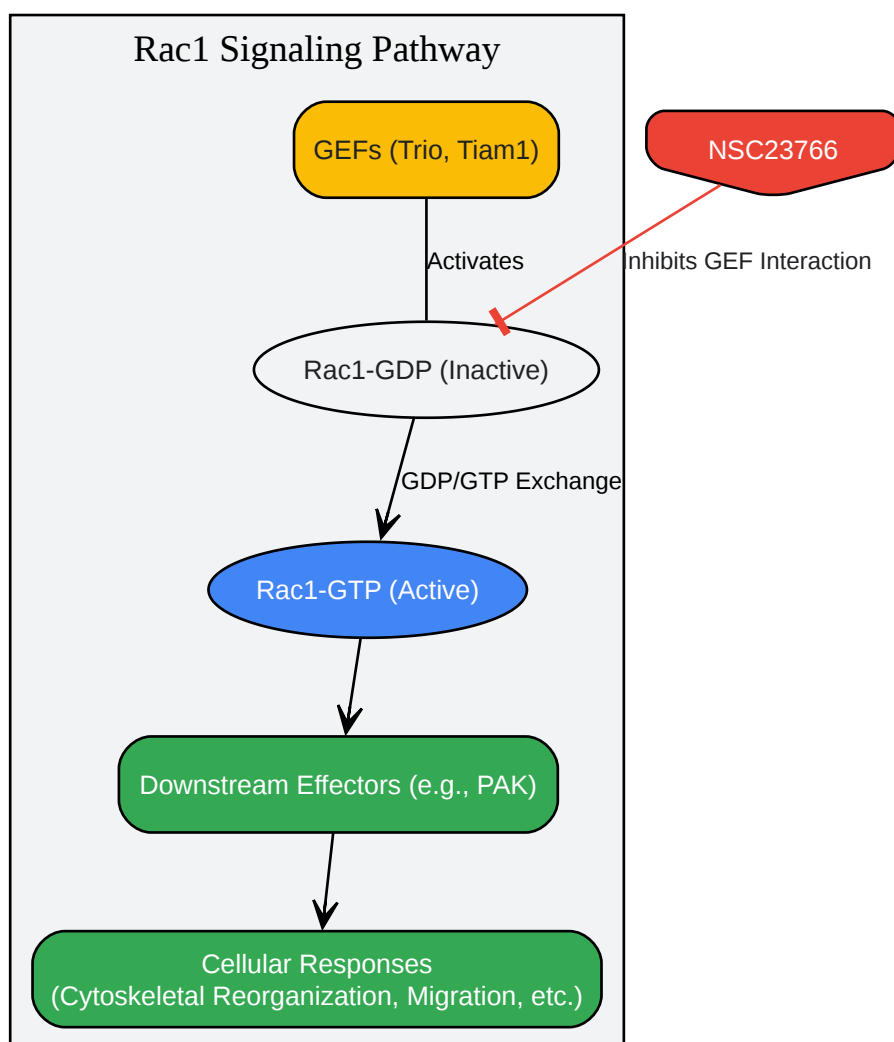 Rac1 Signaling Pathway
GEFs (Trio, Tiam1)
NSC23766
Activates
Inhibits GEF Interaction
Rac1-GDP (Inactive)
GDP/GTP Exchange
Rac1-GTP (Active)
Downstream Effectors (e.g., PAK)
Cellular Responses
(Cytoskeletal Reorganization, Migration, etc.)